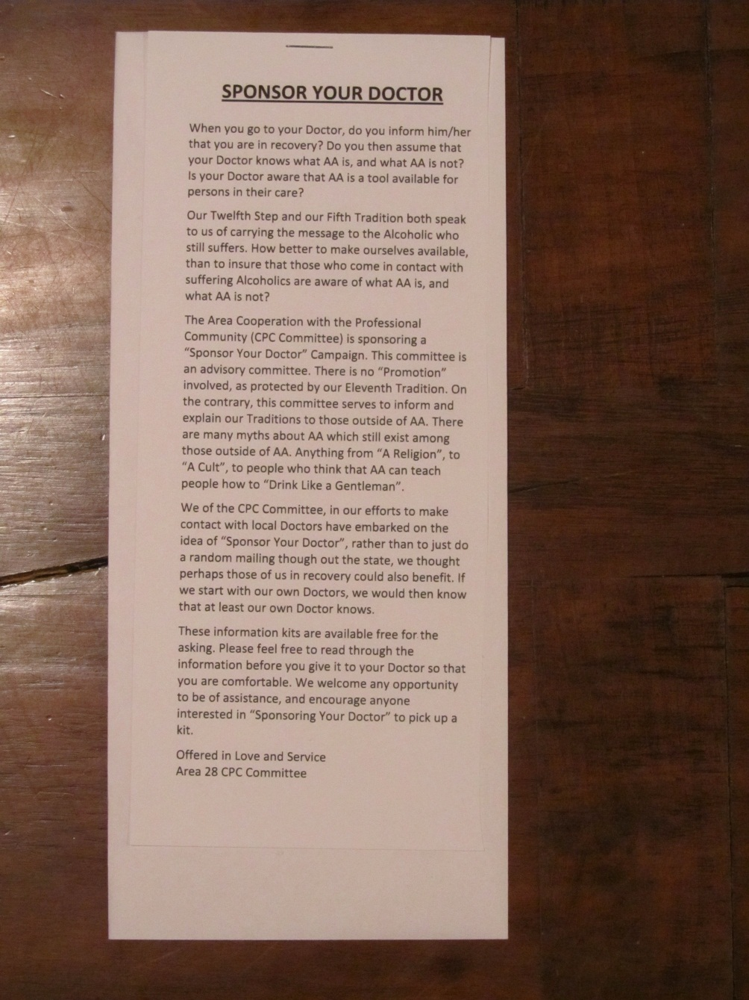 SPONSOR YOUR DOCTOR
When you go to your Doctor, do you inform him/her
that you are in recovery? Do you then assume that
your Doctor knows what AA is, and what AA is not?
Is your Doctor aware that AA is a tool available for
persons in their care?
Our Twelfth Step and our Fifth Tradition both speak
to us of carrying the message to the Alcoholic who
still suffers. How better to make ourselves available,
than to insure that those who come in contact with
suffering Alcoholics are aware of what AA is, and
what AA is not?
The Area Cooperation with the Professional
Community (CPC Committee) is sponsoring a
“Sponsor Your Doctor” Campaign. This committee is
an advisory committee. There is no “Promotion”
involved, as protected by our Eleventh Tradition. On
the contrary, this committee serves to inform and
explain our Traditions to those outside of AA. There
are many myths about AA which still exist among
those outside of AA. Anything from “A Religion”, to
“A Cult”, to people who think that AA can teach
people how to “Drink Like a Gentleman”.
We of the CPC Committee, in our efforts to make
contact with local Doctors have embarked on the
idea of “Sponsor Your Doctor”, rather than to just do
a random mailing though out the state, we thought
perhaps those of us in recovery could also benefit. If
we start with our own Doctors, we would then know
that at least our own Doctor knows.
These information kits are available free for the
asking. Please feel free to read through the
information before you give it to your Doctor so that
you are comfortable. We welcome any opportunity
to be of assistance, and encourage anyone
interested in “Sponsoring Your Doctor” to pick up a
kit.
Offered in Love and Service
Area 28 CPC Committee